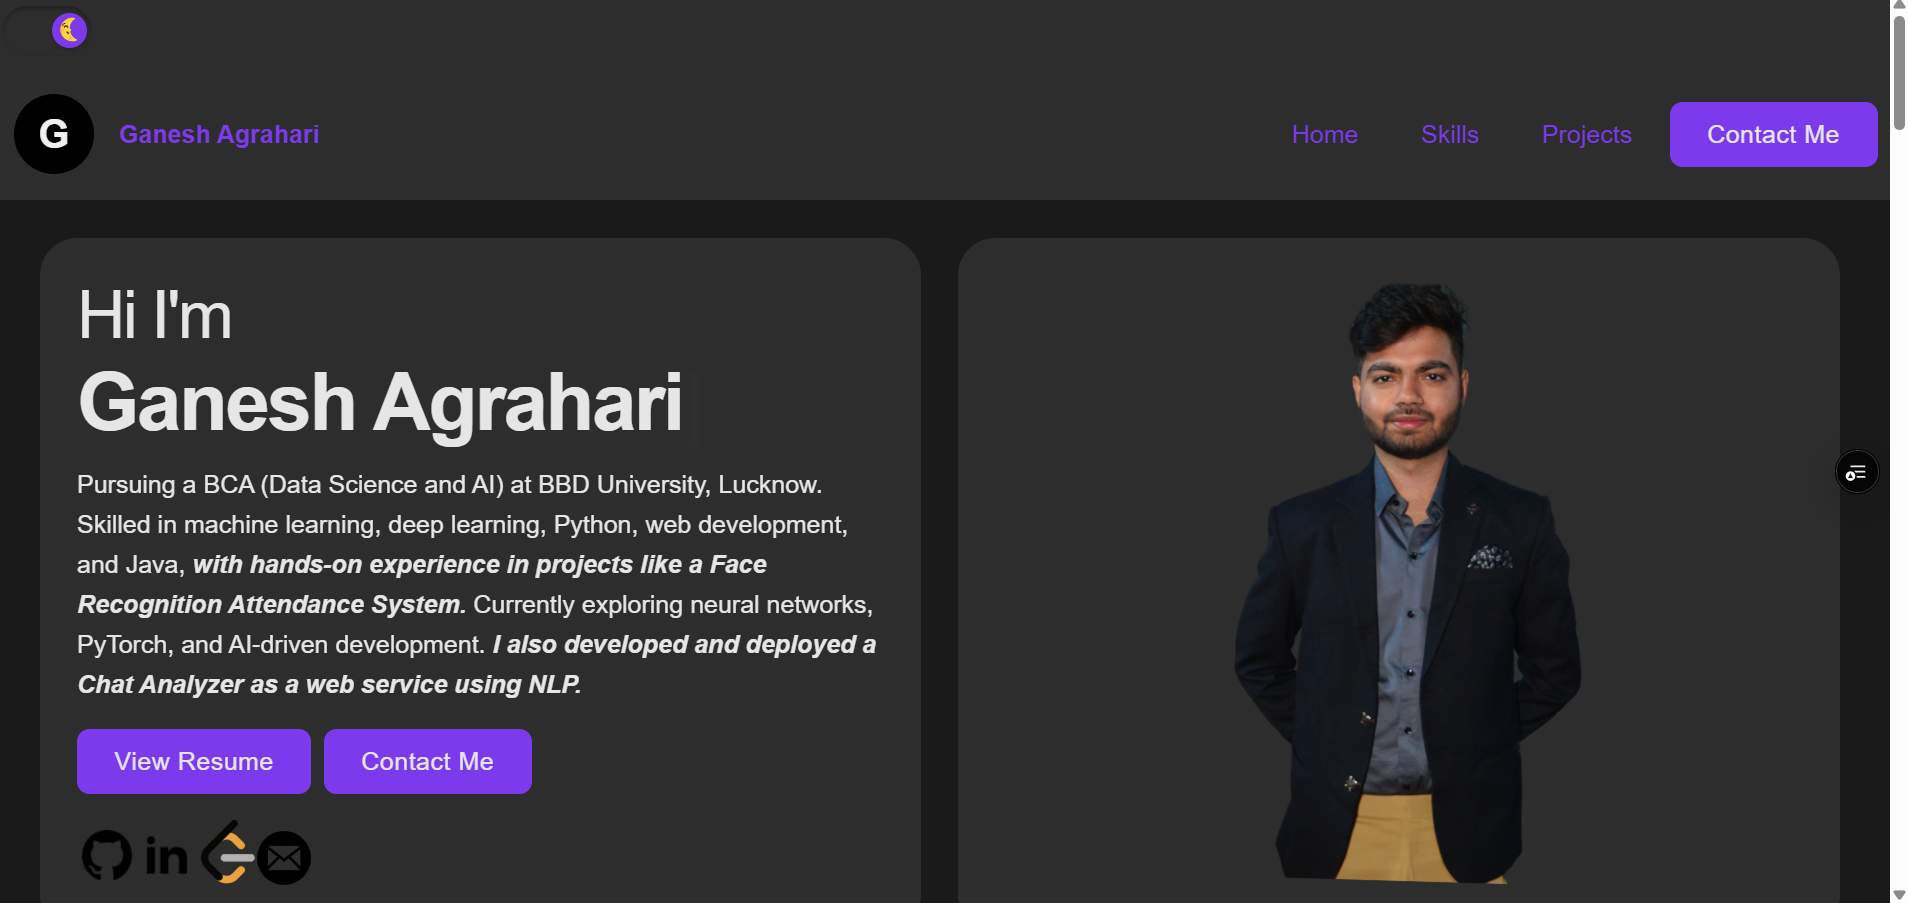 G
Ganesh Agrahari
Home
Skills
Projects
Contact Me
Hi I'm
Ganesh Agrahari
Pursuing a BCA (Data Science and AI) at BBD University, Lucknow.
Skilled in machine learning, deep learning, Python, web development,
and Java, with hands-on experience in projects like a Face
Recognition Attendance System. Currently exploring neural networks,
PyTorch, and AI-driven development. I also developed and deployed a
Chat Analyzer as a web service using NLP.
View Resume
Contact Me
in